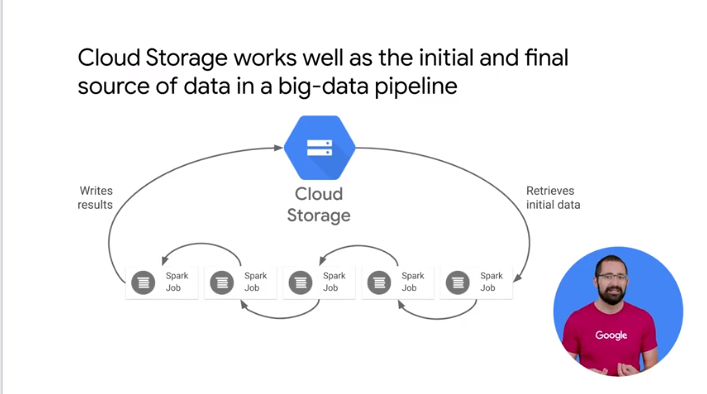 Cloud Storage works well as the initial and final
source of data in a big-data pipeline
Writes
results
Cloud
Storage
Retrieves
initial data
Spark
Job
Spark
Job
Spark
Job
Spark
Job
Spark
Job
Google